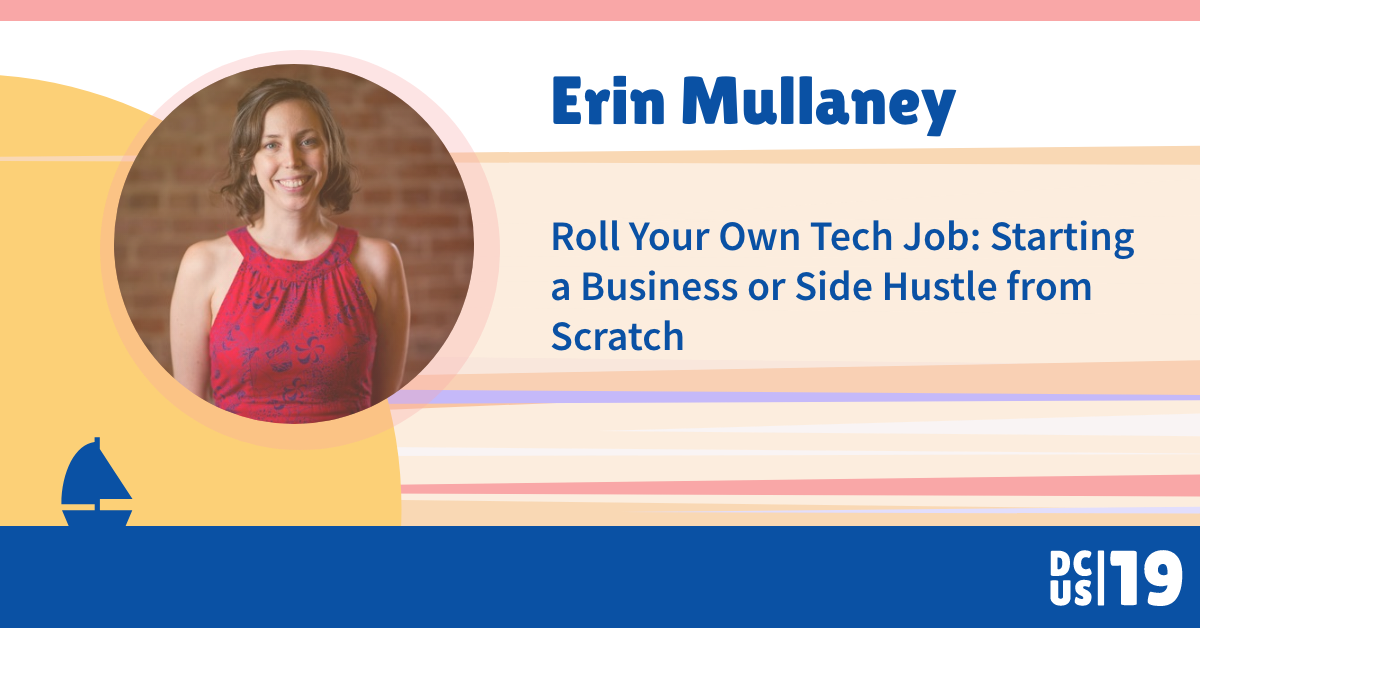 Erin Mullaney
Roll Your Own Tech Job: Starting
a Business or Side Hustle from
Scratch
DC
US
19